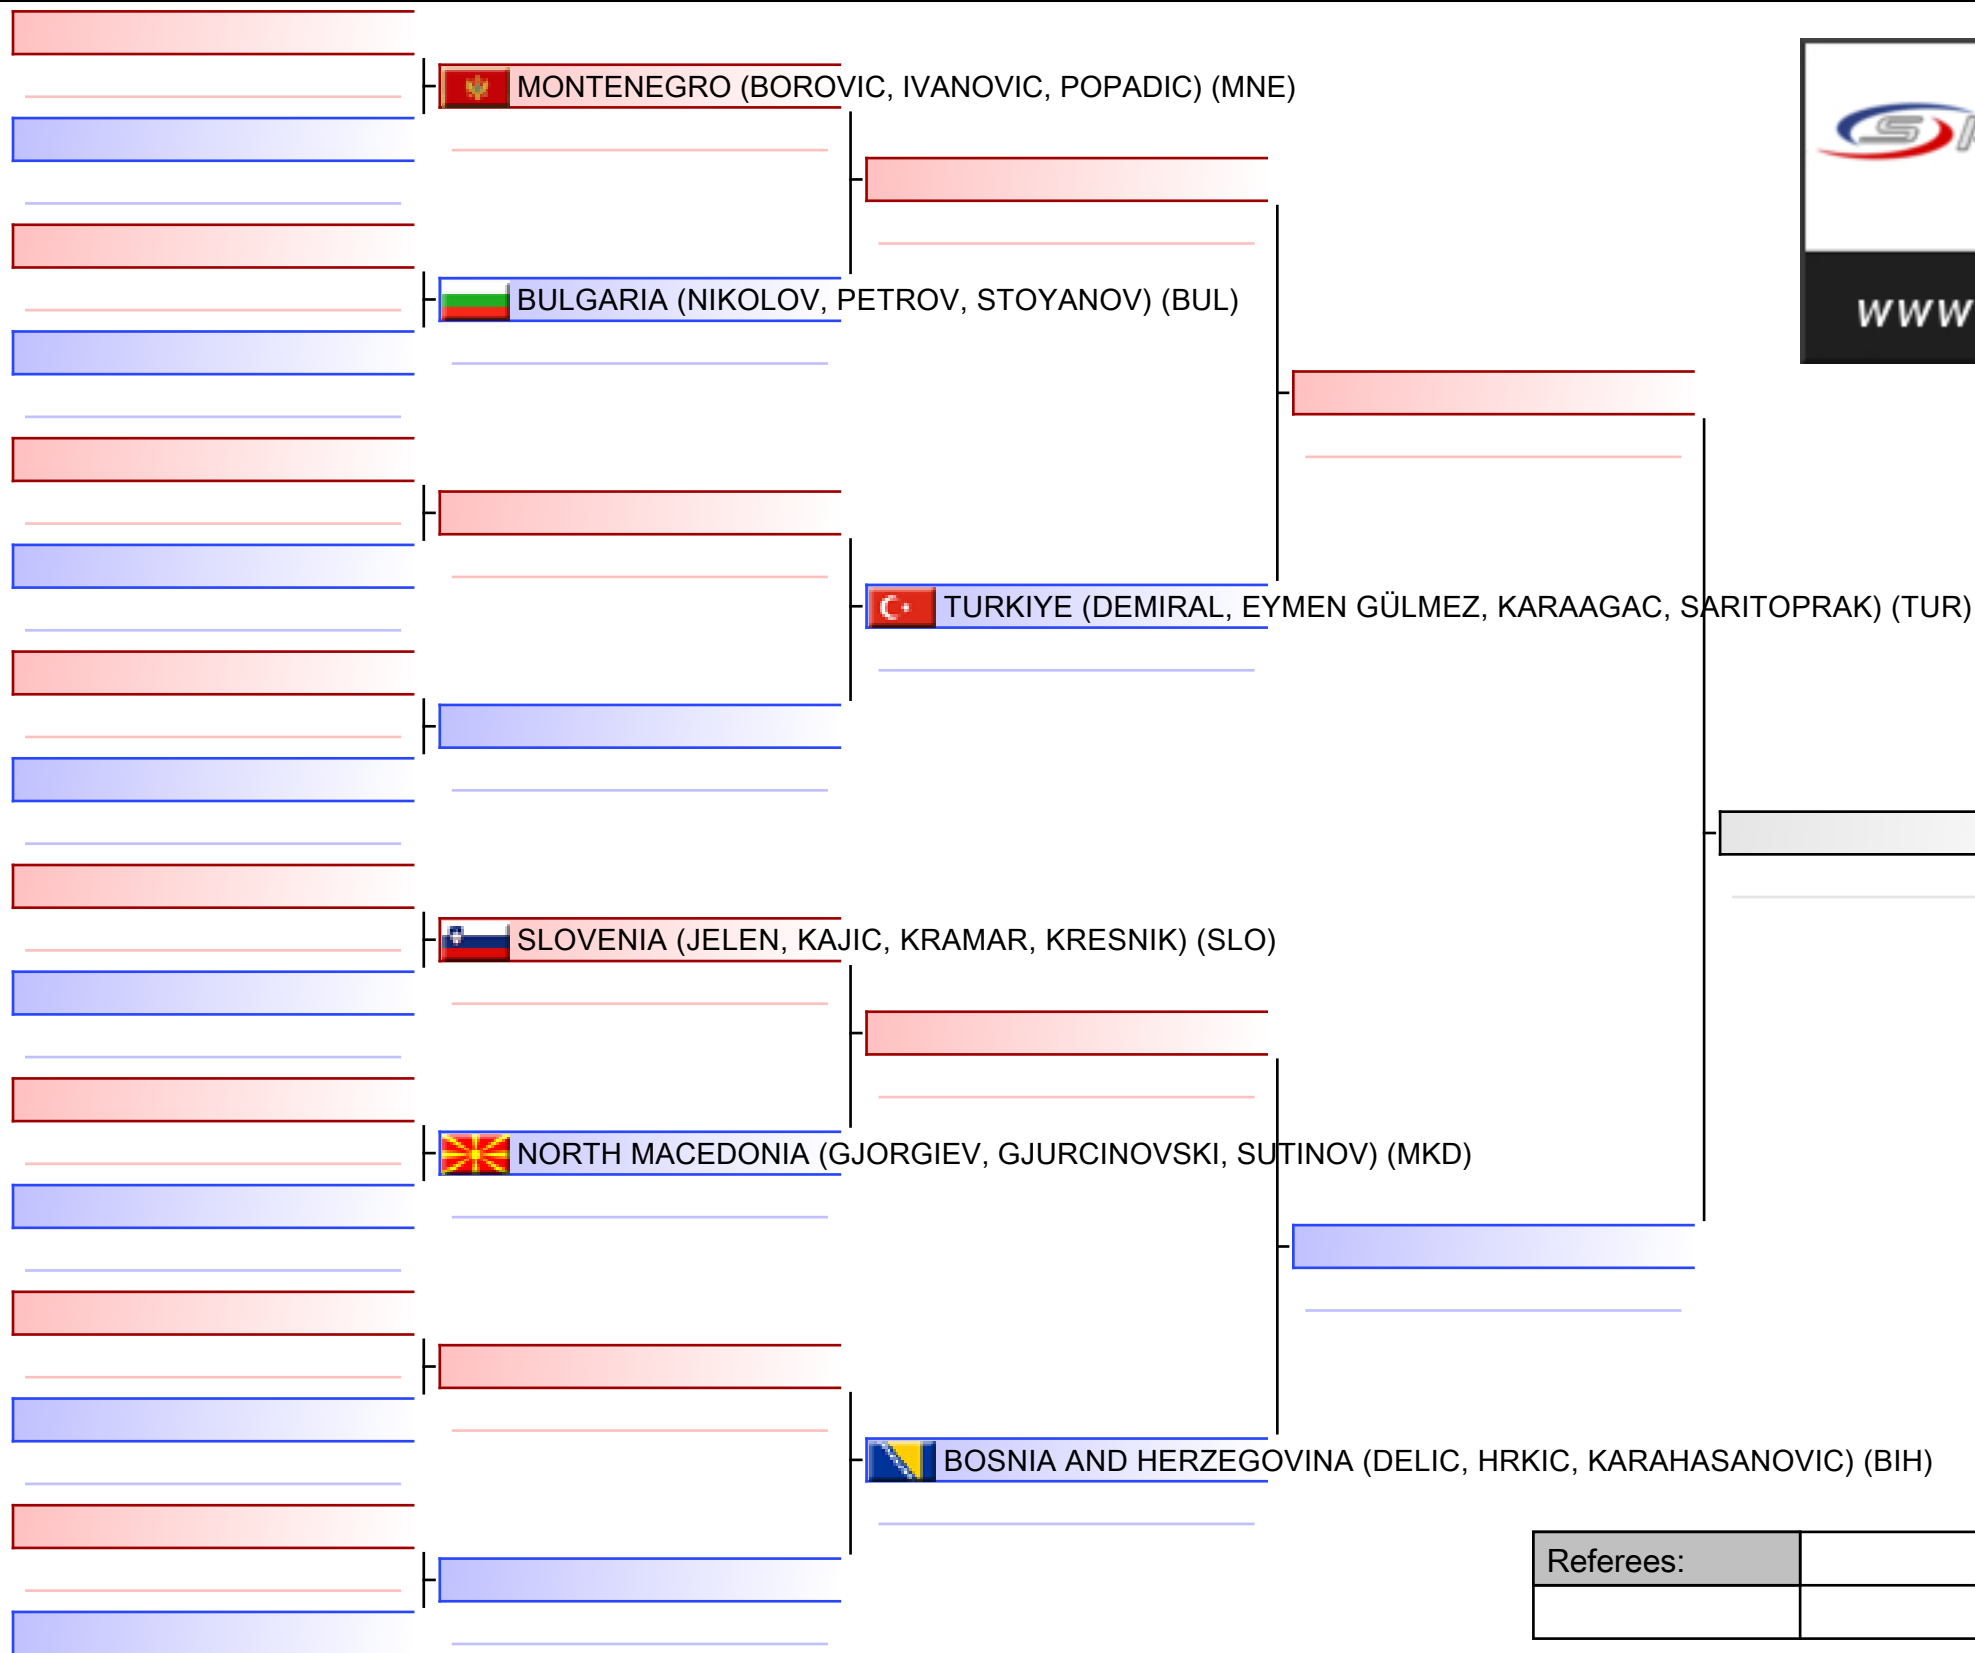 MONTENEGRO (BOROVIC, IVANOVIC, POPADIC) (MNE)
BULGARIA (NIKOLOV, PETROV, STOYANOV) (BUL)
www
TURKIYE (DEMIRAL, EYMEN GÜLMEZ, KARAAGAC, SARITOPRAK) (TUR)
SLOVENIA (JELEN, KAJIC, KRAMAR, KRESNIK) (SLO)
NORTH MACEDONIA (GJORGIEV, GJURCINOVSKI, SUTINOV) (MKD)
BOSNIA AND HERZEGOVINA (DELIC, HRKIC, KARAHASANOVIC) (BIH)
Referees: